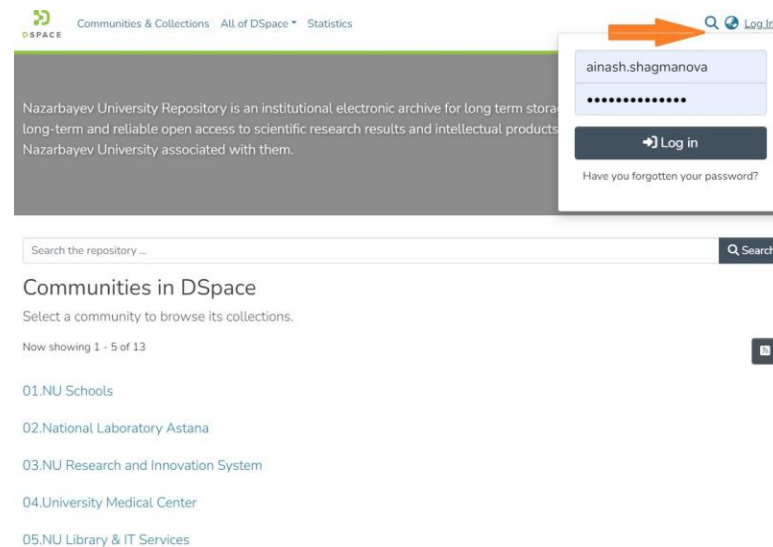 DSPACE
Communities & Collections All of DSpace Statistics Log In
ainash.shagmanova
••••••••••••••
Log in
Have you forgotten your password?
Nazarbayev University Repository is an institutional electronic archive for long term
long-term and reliable open access to scientific research results and intellectual products
Nazarbayev University associated with them.
Search the repository ...
Search
Communities in DSpace
Select a community to browse its collections.
Now showing 1 - 5 of 13
01.NU Schools
02.National Laboratory Astana
03.NU Research and Innovation System
04.University Medical Center
05.NU Library & IT Services